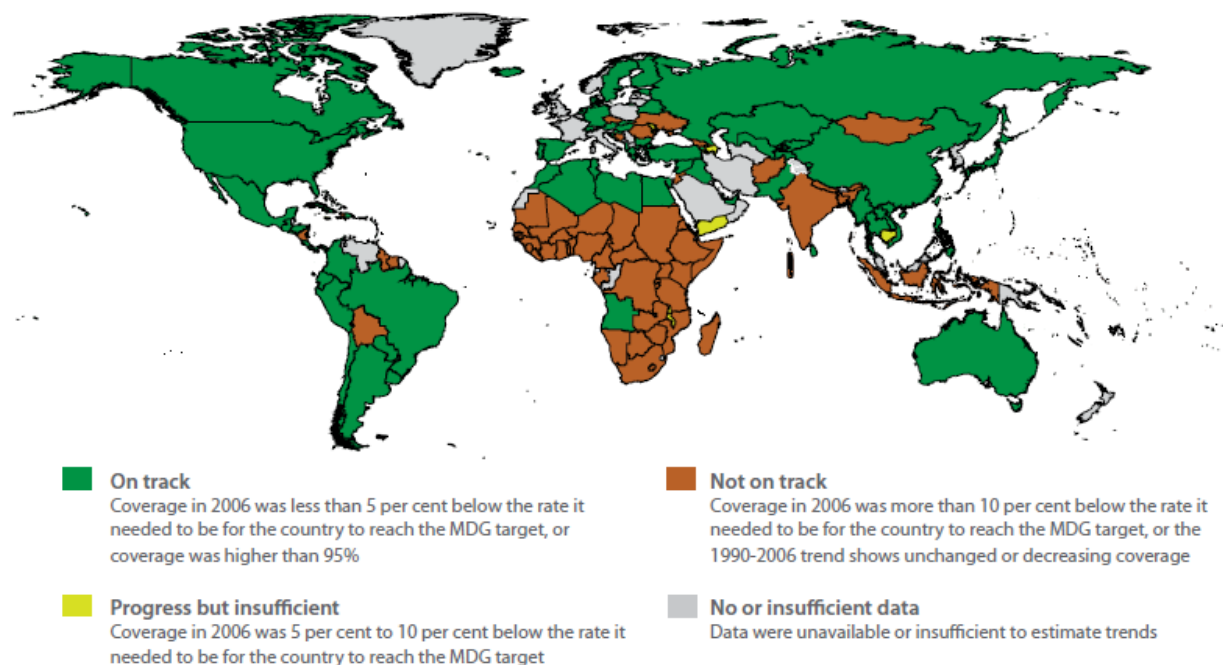 On track
Coverage in 2006 was less than 5 per cent below the rate it
needed to be for the country to reach the MDG target, or
coverage was higher than 95%
Progress but insufficient
Coverage in 2006 was 5 per cent to 10 per cent below the rate it
needed to be for the country to reach the MDG target
Not on track
Coverage in 2006 was more than 10 per cent below the rate it
needed to be for the country to reach the MDG target, or the
1990-2006 trend shows unchanged or decreasing coverage
No or insufficient data
Data were unavailable or insufficient to estimate trends